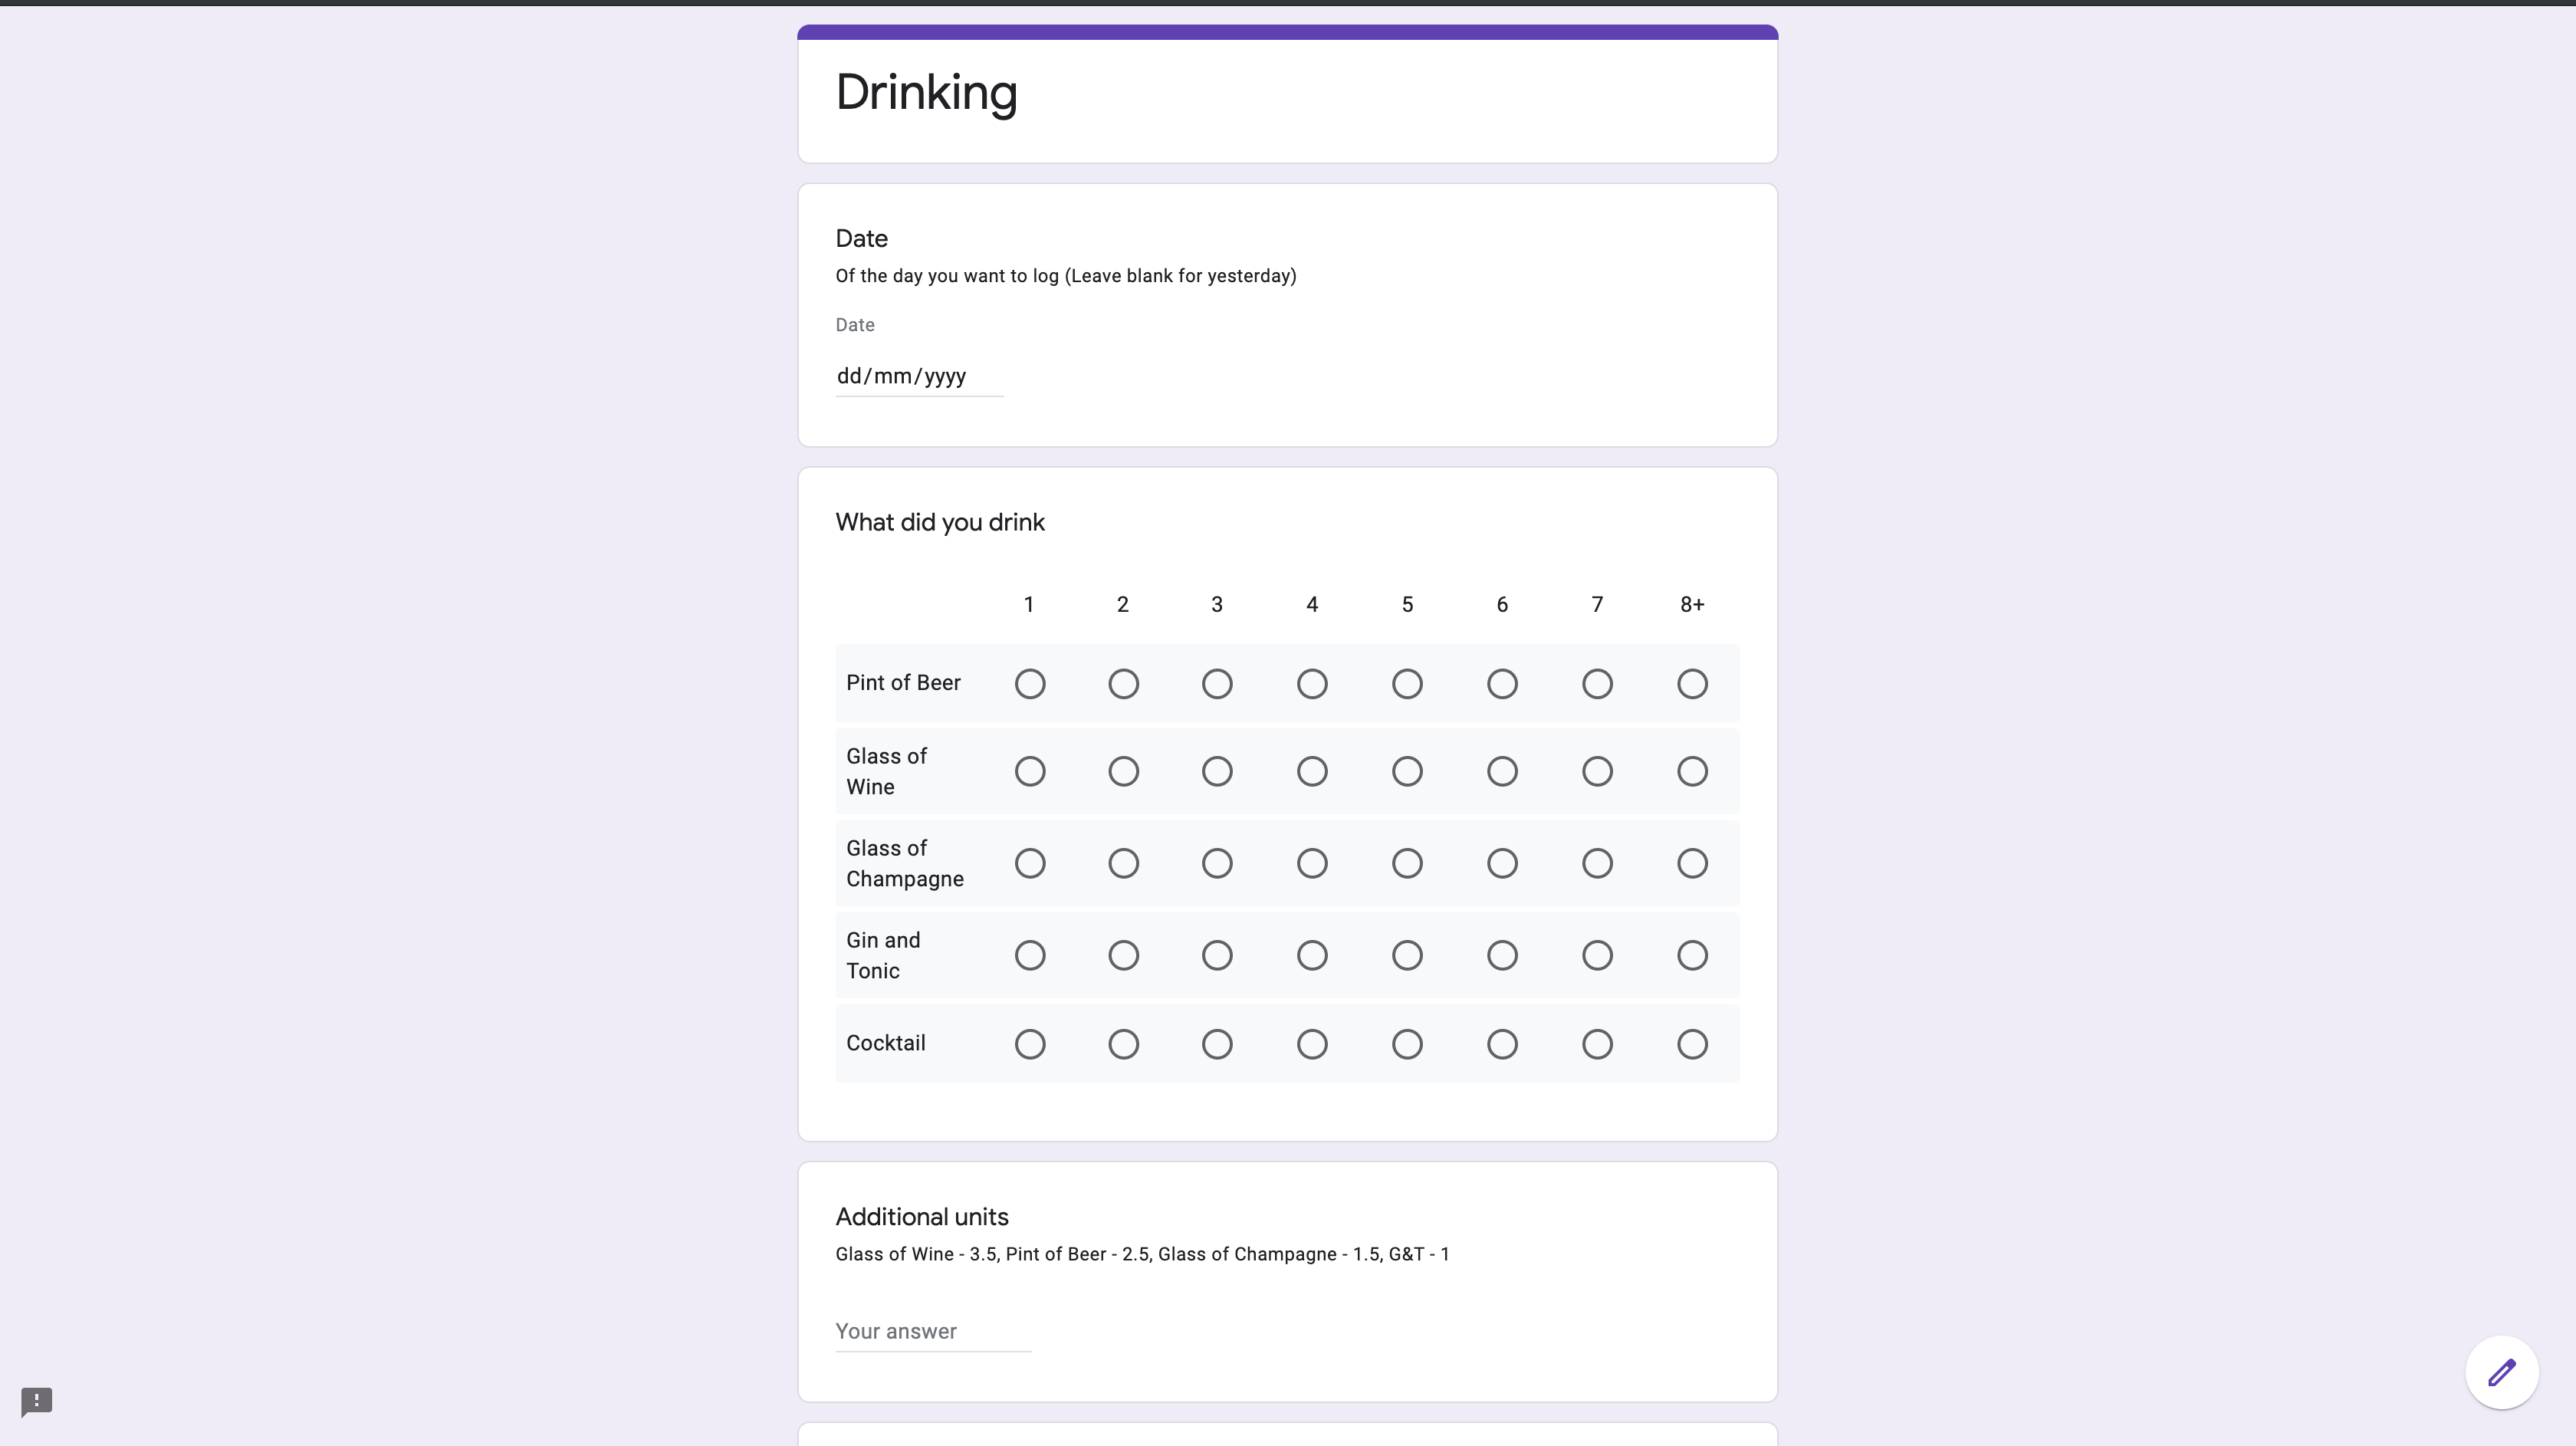 Drinking
Date
Of the day you want to log (Leave blank for yesterday)
Date
dd/mm/yyyy
What did you drink
1 2 3 4 5 6 7 8+
Pint of Beer
Glass of
Wine
Glass of
Champagne
Gin and
Tonic
Cocktail
Additional units
Glass of Wine - 3.5, Pint of Beer - 2.5, Glass of Champagne - 1.5, G&T - 1
Your answer